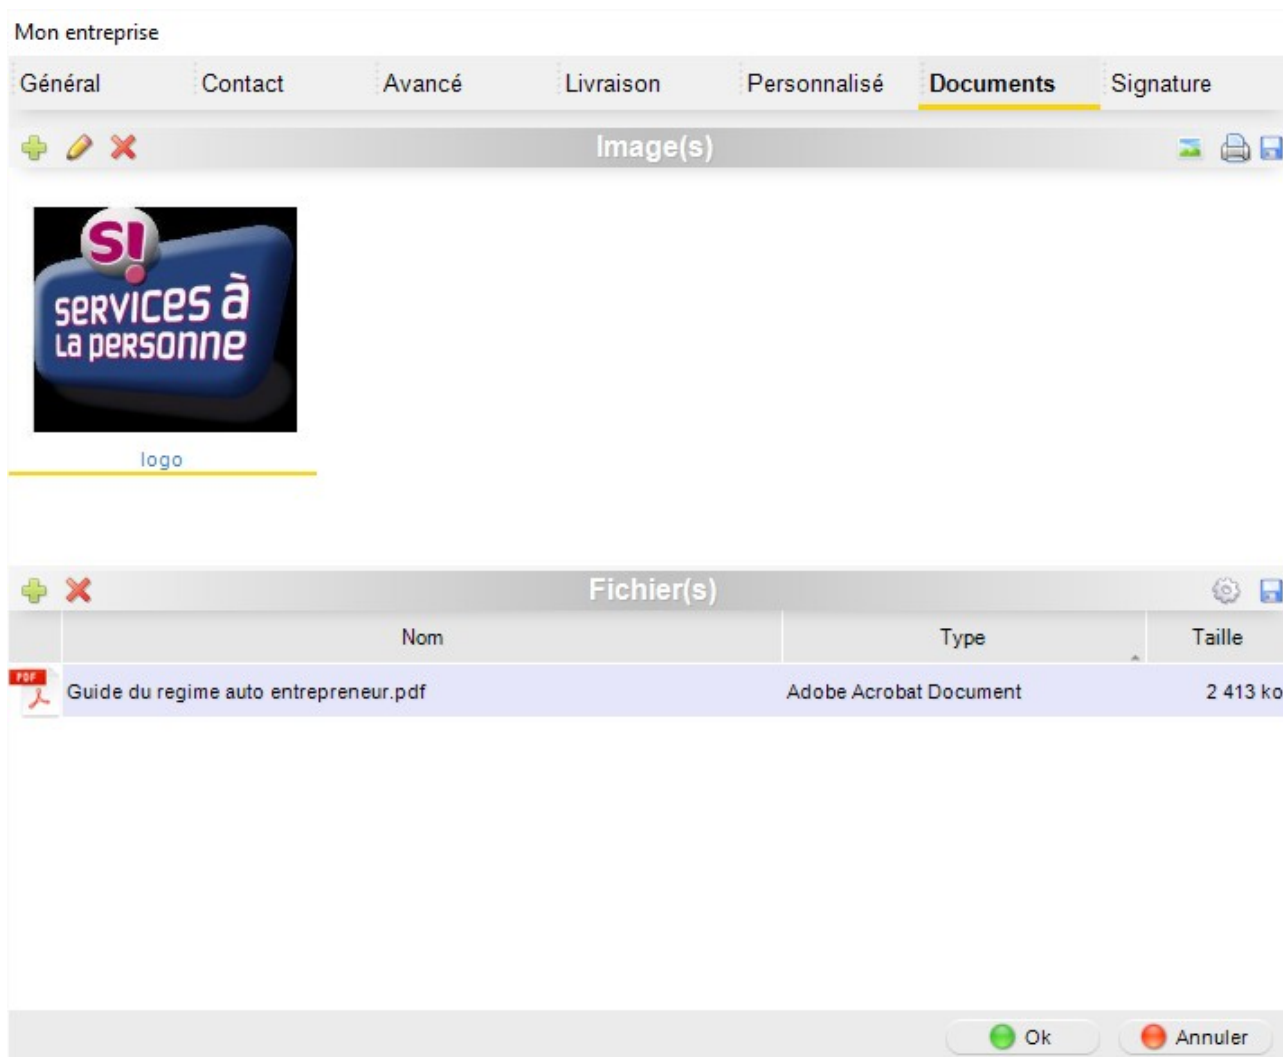 Mon entreprise
Général Contact Avancé Livraison Personnalisé Documents Signature
Image(s)
S!
services à
la personne
logo
Fichier(s)
Nom Type Taille
PDF Guide du regime auto entrepreneur.pdf Adobe Acrobat Document 2 413 ko
Ok Annuler